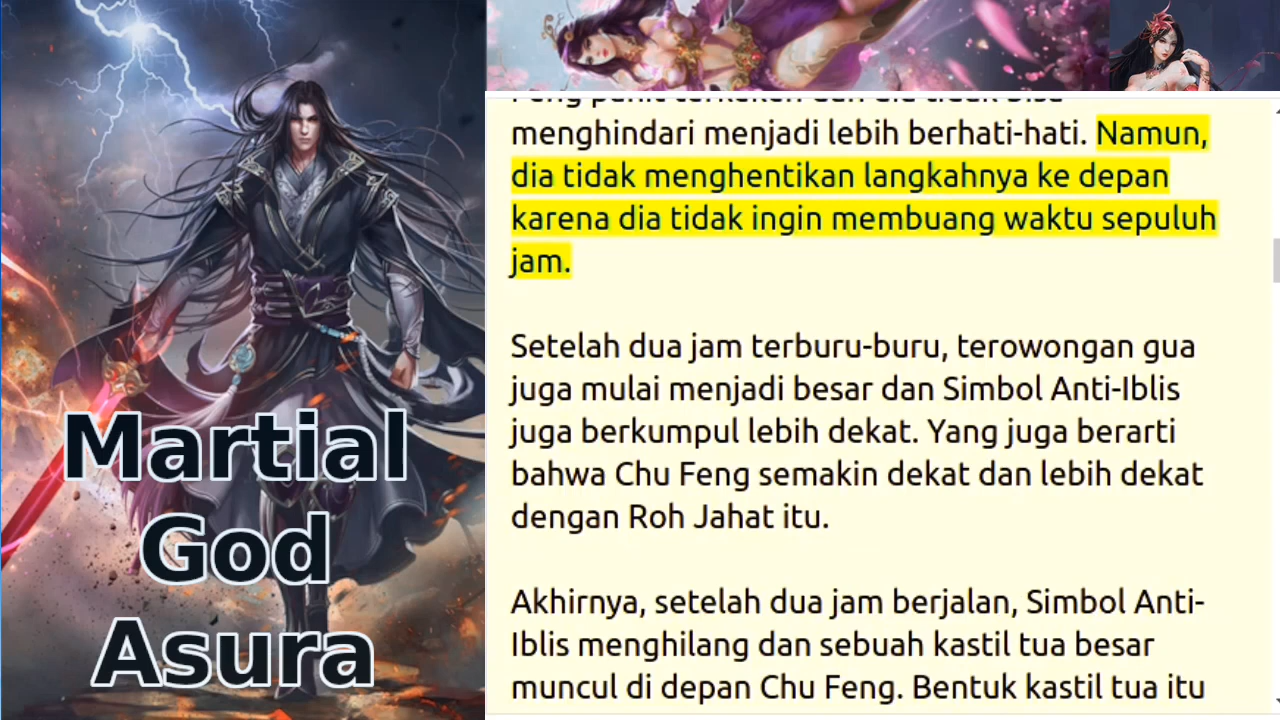 Martial
God
Asura
menghindari menjadi lebih berhati-hati. Namun,
dia tidak menghentikan langkahnya ke depan
karena dia tidak ingin membuang waktu sepuluh
jam.
Setelah dua jam terburu-buru, terowongan gua
juga mulai menjadi besar dan Simbol Anti-Iblis
juga berkumpul lebih dekat. Yang juga berarti
bahwa Chu Feng semakin dekat dan lebih dekat
dengan Roh Jahat itu.
Akhirnya, setelah dua jam berjalan, Simbol Anti-
Iblis menghilang dan sebuah kastil tua besar
muncul di depan Chu Feng. Bentuk kastil tua itu